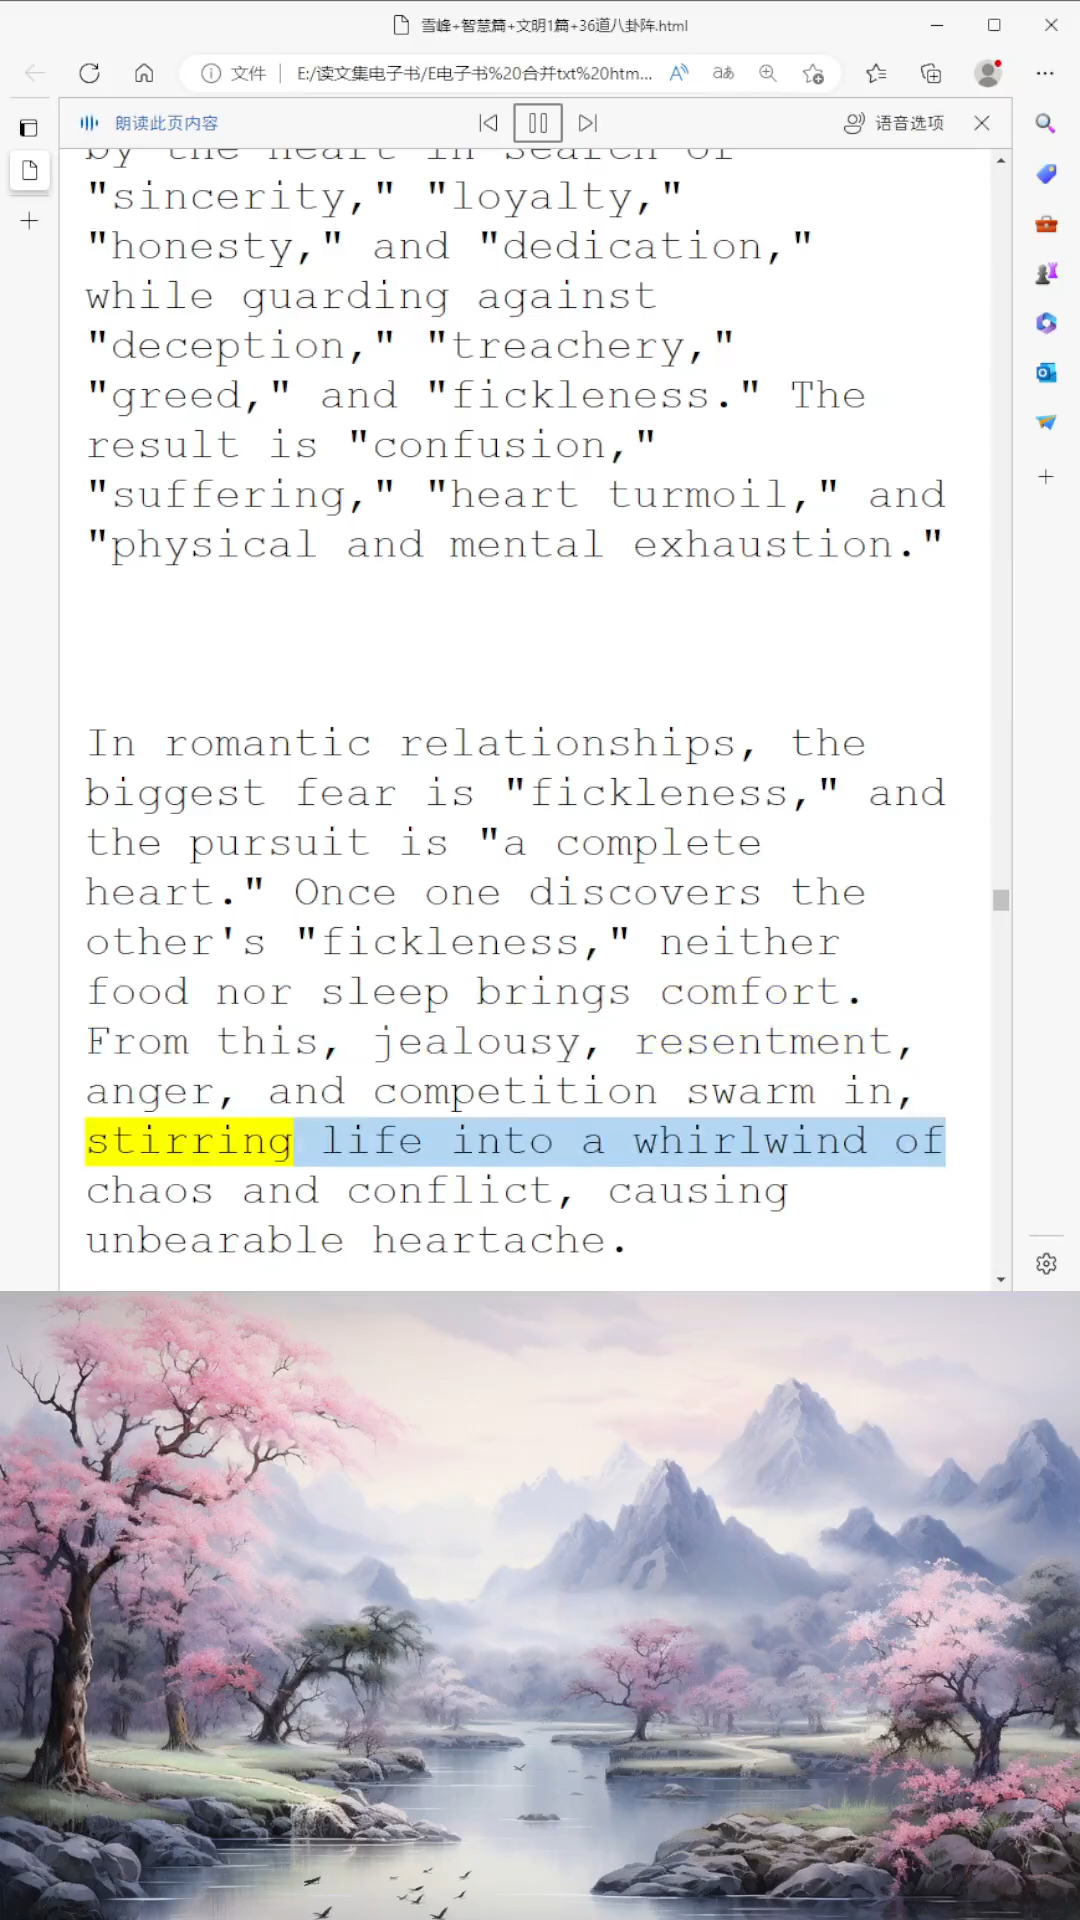 雪峰+智慧篇+文明1篇+36道八卦阵.html
文件 E:/读文集电子书/E电子书%20合并txt%20htm...
朗读此页内容
语音选项
by the heart in search of
"sincerity," "loyalty,"
"honesty," and "dedication,"
while guarding against
"deception," "treachery,"
"greed," and "fickleness." The
result is "confusion,"
"suffering," "heart turmoil," and
"physical and mental exhaustion."
In romantic relationships, the
biggest fear is "fickleness," and
the pursuit is "a complete
heart." Once one discovers the
other's "fickleness," neither
food nor sleep brings comfort.
From this, jealousy, resentment,
anger, and competition swarm in,
stirring life into a whirlwind of
chaos and conflict, causing
unbearable heartache.